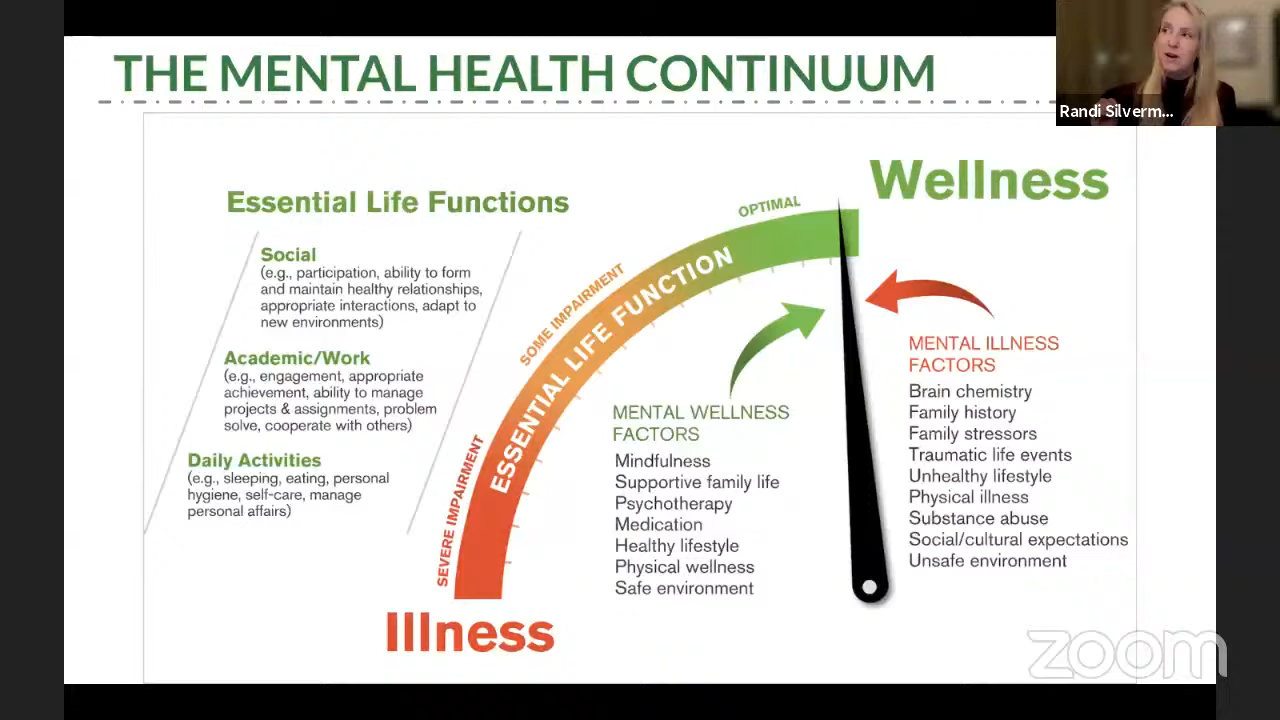 THE MENTAL HEALTH CONTINUUM
Randi Silverm...
Wellness
Essential Life Functions
OPTIMAL
Social
(e.g., participation, ability to form
and maintain healthy relationships,
appropriate interactions, adapt to
new environments)
SOME IMPAIRMENT
ESSENTIAL LIFE FUNCTION
Academic/Work
(e.g., engagement, appropriate
achievement, ability to manage
projects & assignments, problem
solve, cooperate with others)
Daily Activities
(e.g., sleeping, eating, personal
hygiene, self-care, manage
personal affairs)
SEVERE IMPAIRMENT
Illness
MENTAL WELLNESS
FACTORS
Mindfulness
Supportive family life
Psychotherapy
Medication
Healthy lifestyle
Physical wellness
Safe environment
MENTAL ILLNESS
FACTORS
Brain chemistry
Family history
Family stressors
Traumatic life events
Unhealthy lifestyle
Physical illness
Substance abuse
Social/cultural expectations
Unsafe environment
zoom